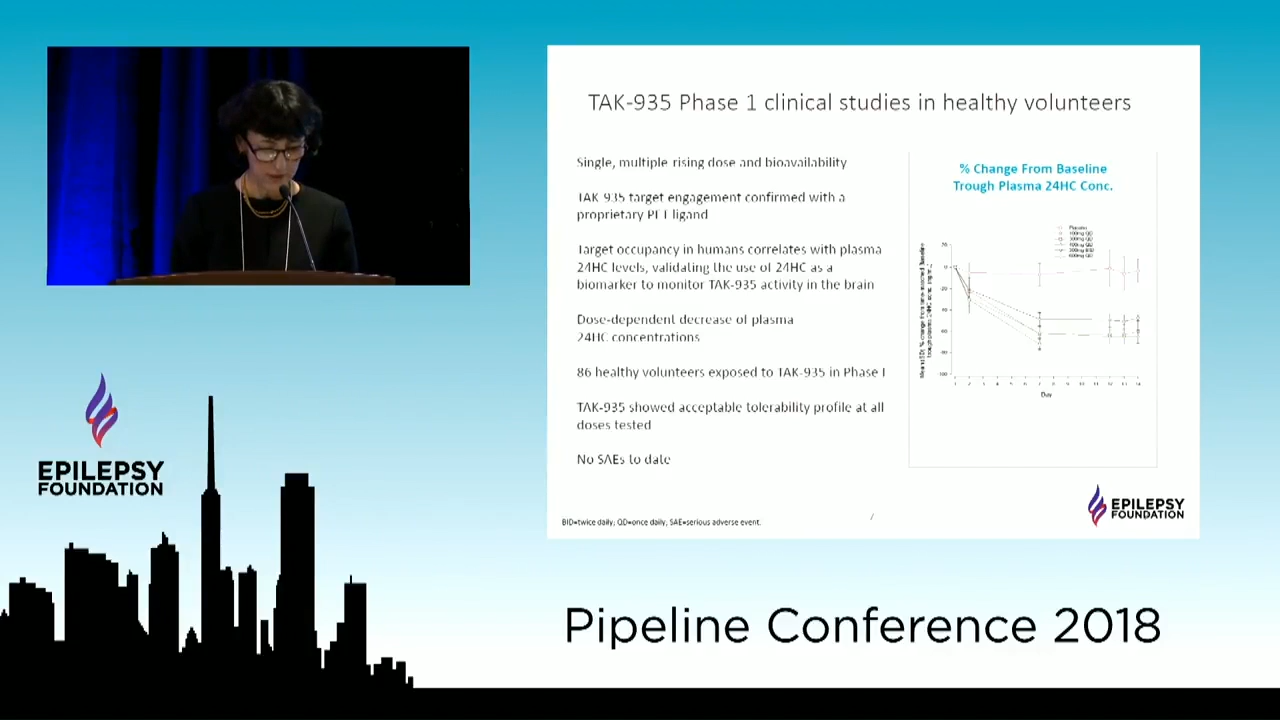 TAK-935 Phase 1 clinical studies in healthy volunteers
Single, multiple rising dose and bioavailability
TAK-935 target engagement confirmed with a
proprietary PET ligand
Target occupancy in humans correlates with plasma
24HC levels, validating the use of 24HC as a
biomarker to monitor TAK-935 activity in the brain
Dose-dependent decrease of plasma
24HC concentrations
86 healthy volunteers exposed to TAK-935 in Phase I
TAK-935 showed acceptable tolerability profile at all
doses tested
No SAEs to date
% Change From Baseline
Trough Plasma 24HC Conc.
Placebo
Day
BID=twice daily; QD=once daily; SAE=serious adverse event.
EPILEPSY
FOUNDATION
EPILEPSY
FOUNDATION
Pipeline Conference 2018